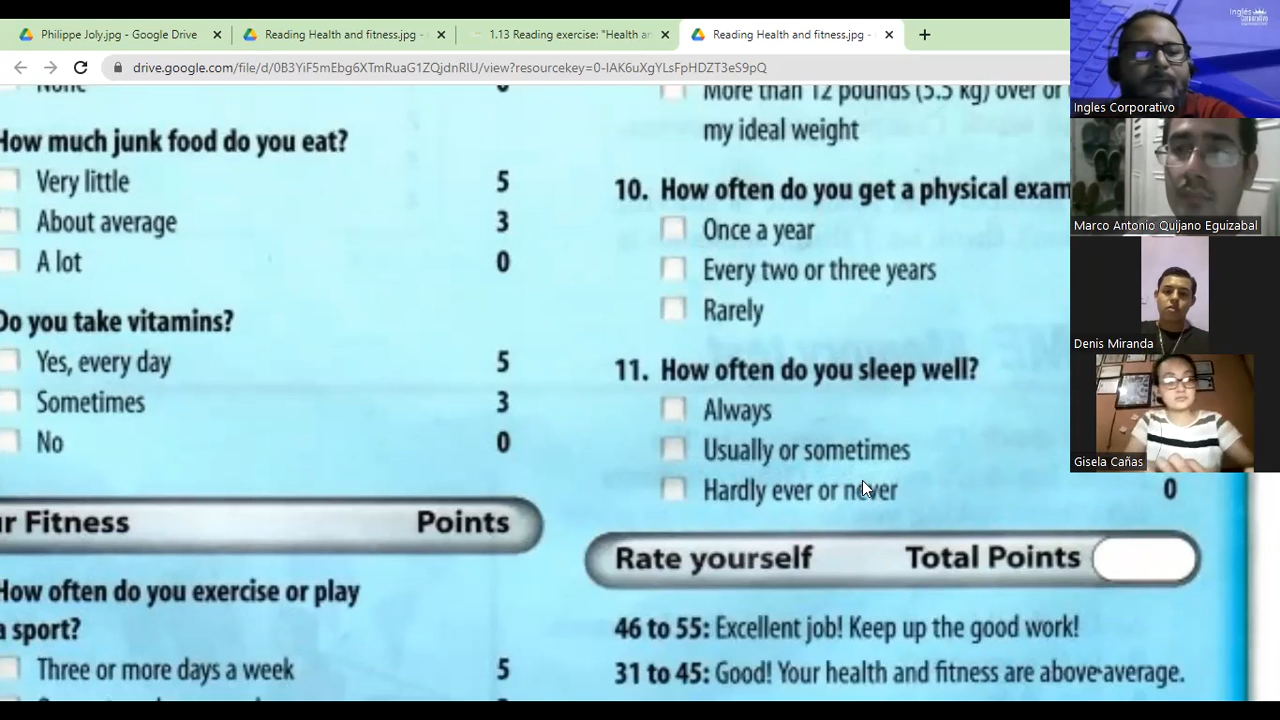 Philippe Joly.jpg - Google Drive
Reading Health and fitness.jpg -
1.13 Reading exercise: "Health an
Reading Health and fitness.jpg -
drive.google.com/file/d/0B3YiF5mEbg6XTmRuaG1ZQjdnRUk/view?resourcekey=0-IAK6uXgYLsFpHDZT3eS9pQ
None 0
How much junk food do you eat?
Very little 5
About average 3
A lot 0
Do you take vitamins?
Yes, every day 5
Sometimes 3
No 0
r Fitness Points
How often do you exercise or play
a sport?
Three or more days a week 5
More than 12 pounds (5.5 kg) over or
my ideal weight
10. How often do you get a physical exam
Once a year
Every two or three years
Rarely
11. How often do you sleep well?
Always
Usually or sometimes
Hardly ever or never 0
Rate yourself Total Points
46 to 55: Excellent job! Keep up the good work!
31 to 45: Good! Your health and fitness are above average.
Inglés
Corporativo
Ingles Corporativo
Marco Antonio Quijano Eguizabal
Denis Miranda
Gisela Cañas